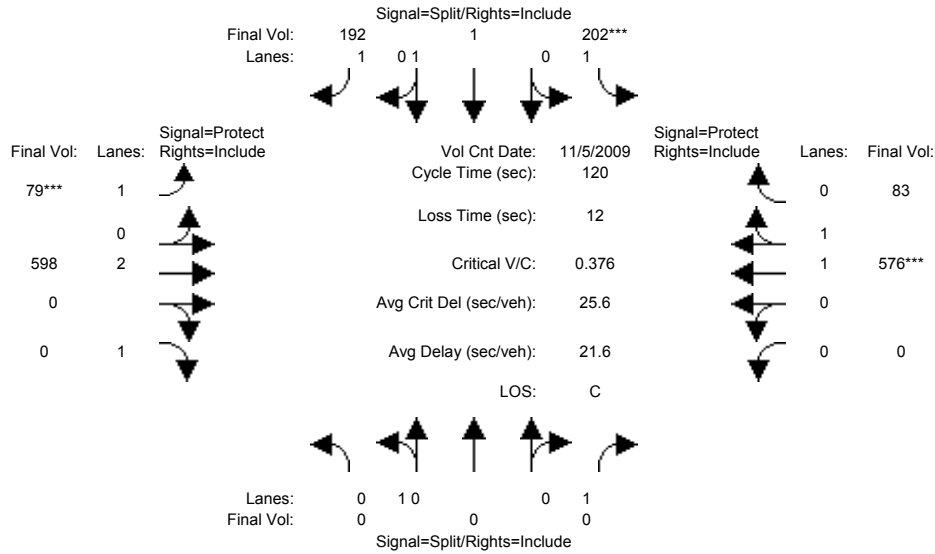 Signal=Split/Rights=Include
Final Vol: 192 1 202***
Lanes: 1 0 1 0 1
Signal=Protect
Final Vol: Lanes: Rights=Include
Vol Cnt Date: 11/5/2009
Signal=Protect
Rights=Include Lanes: Final Vol:
Cycle Time (sec): 120
79*** 1
0 83
Loss Time (sec): 12
0
1
598 2
Critical V/C: 0.376
1 576***
0
Avg Crit Del (sec/veh): 25.6
0
0 1
Avg Delay (sec/veh): 21.6
0 0
LOS: C
Lanes: 0 1 0 0 1
Final Vol: 0 0 0
Signal=Split/Rights=Include